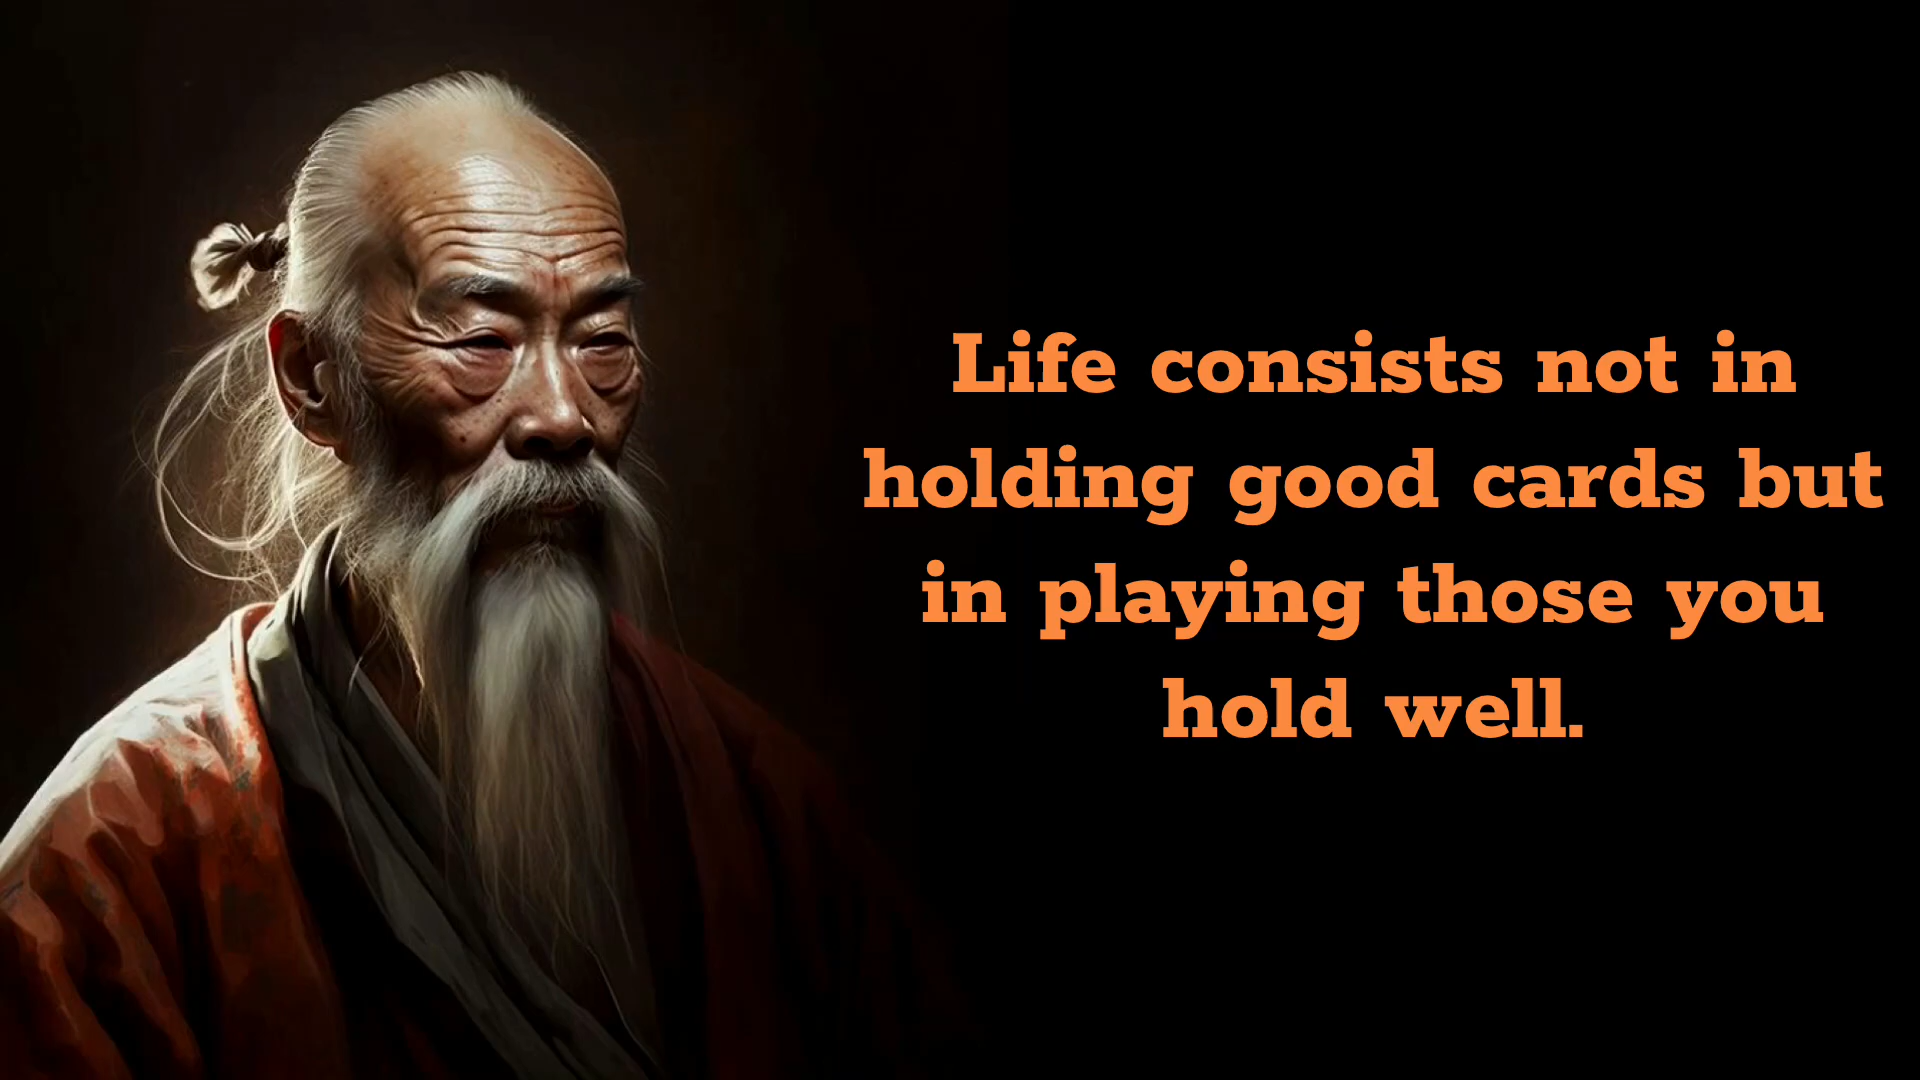 Life consists not in
holding good cards but
in playing those you
hold well.